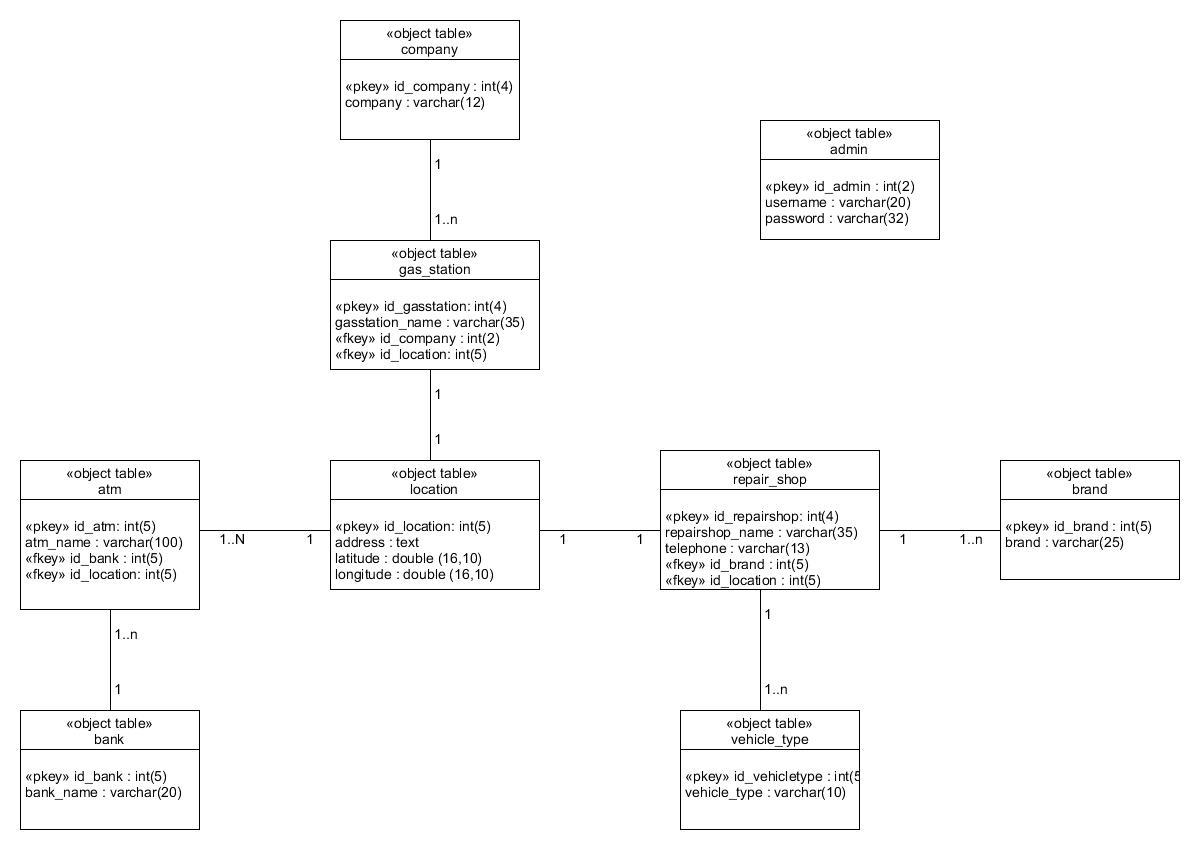 «object table»
company
«pkey» id_company : int(4)
company : varchar(12)
1
1..n
«object table»
admin
«pkey» id_admin : int(2)
username : varchar(20)
password : varchar(32)
«object table»
gas_station
«pkey» id_gasstation: int(4)
gasstation_name : varchar(35)
«fkey» id_company : int(2)
«fkey» id_location: int(5)
1
1
«object table»
atm
«pkey» id_atm: int(5)
atm_name : varchar(100)
«fkey» id_bank : int(5)
«fkey» id_location: int(5)
1..N
1
«object table»
location
«pkey» id_location: int(5)
address : text
latitude : double (16,10)
longitude : double (16,10)
1
1
«object table»
repair_shop
«pkey» id_repairshop: int(4)
repairshop_name : varchar(35)
telephone : varchar(13)
«fkey» id_brand : int(5)
«fkey» id_location : int(5)
1
1..n
«object table»
brand
«pkey» id_brand : int(5)
brand : varchar(25)
1..n
1
«object table»
bank
«pkey» id_bank : int(5)
bank_name : varchar(20)
1
1..n
«object table»
vehicle_type
«pkey» id_vehicletype : int(5
vehicle_type : varchar(10)